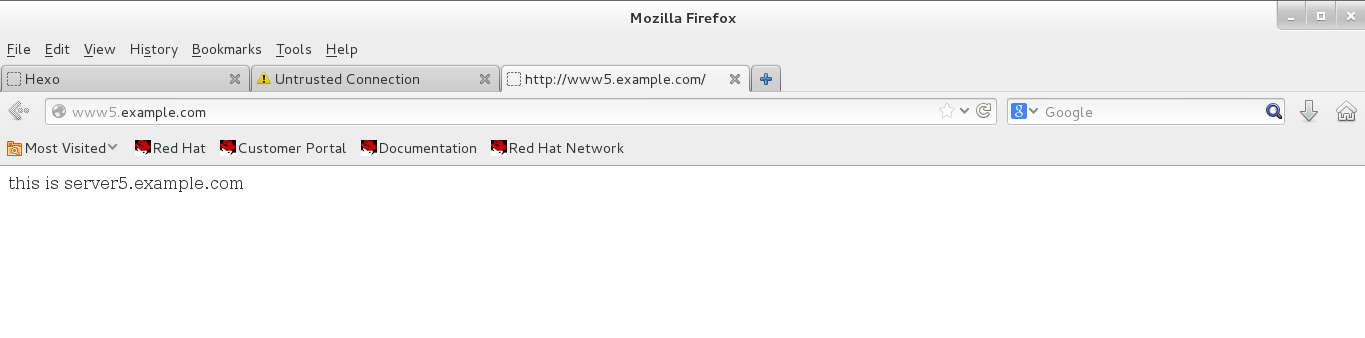 Mozilla Firefox
File Edit View History Bookmarks Tools Help
Hexo Untrusted Connection http://www5.example.com/
www5.example.com 8 Google
Most Visited Red Hat Customer Portal Documentation Red Hat Network
this is server5.example.com